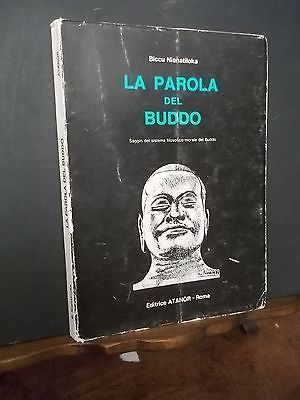 Biccu Nianatiloka
LA PAROLA
DEL
BUDDO
Saggio del sistema filosofico morale del Buddo
Editrice ATANÒR - Roma
LA PAROLA DEL BUDDO